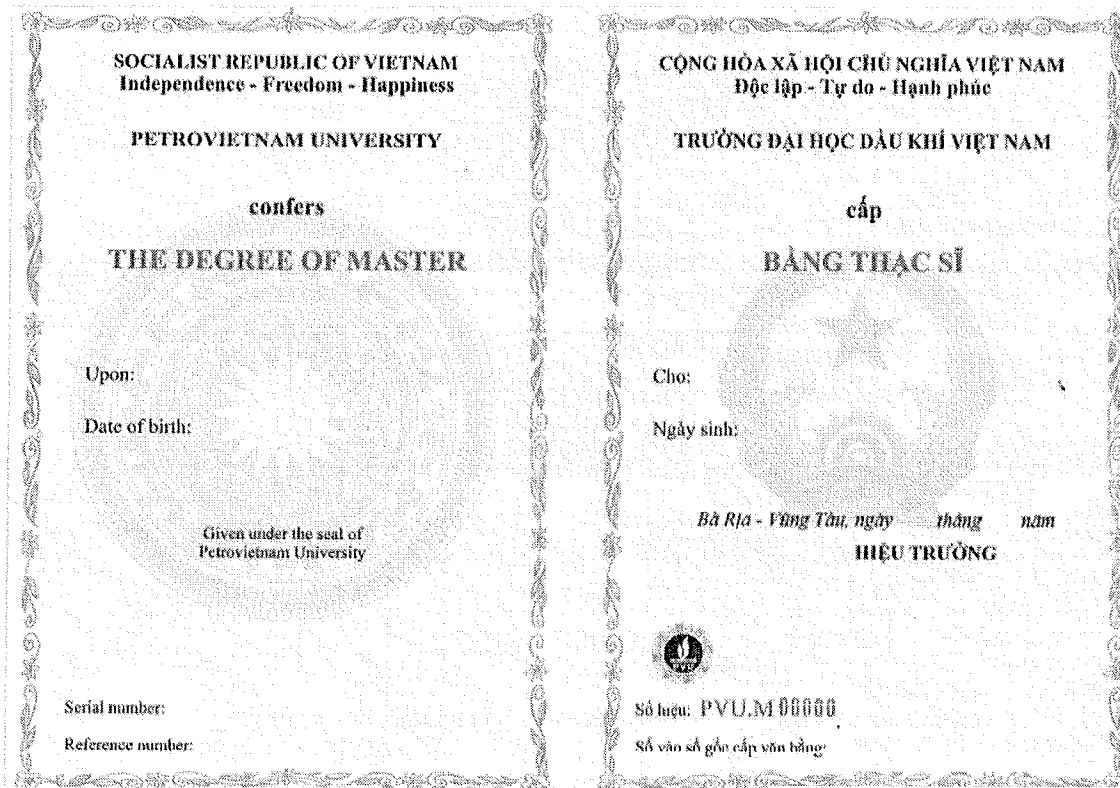 SOCIALIST REPUBLIC OF VIETNAM
Independence - Freedom - Happiness
PETROVIETNAM UNIVERSITY
confers
THE DEGREE OF MASTER
Upon:
Date of birth:
Given under the seal of
Petrovietnam University
Serial number:
Reference number:
CỘNG HÒA XÃ HỘI CHỦ NGHĨA VIỆT NAM
Độc lập - Tự do - Hạnh phúc
TRƯỜNG ĐẠI HỌC DẦU KHÍ VIỆT NAM
cấp
BẰNG THẠC SĨ
Cho:
Ngày sinh:
Bà Rịa - Vũng Tàu, ngày tháng năm
HIỆU TRƯỞNG
PVU
Số hiệu: PVU.M 00000
Số vào sổ gốc cấp văn bằng: